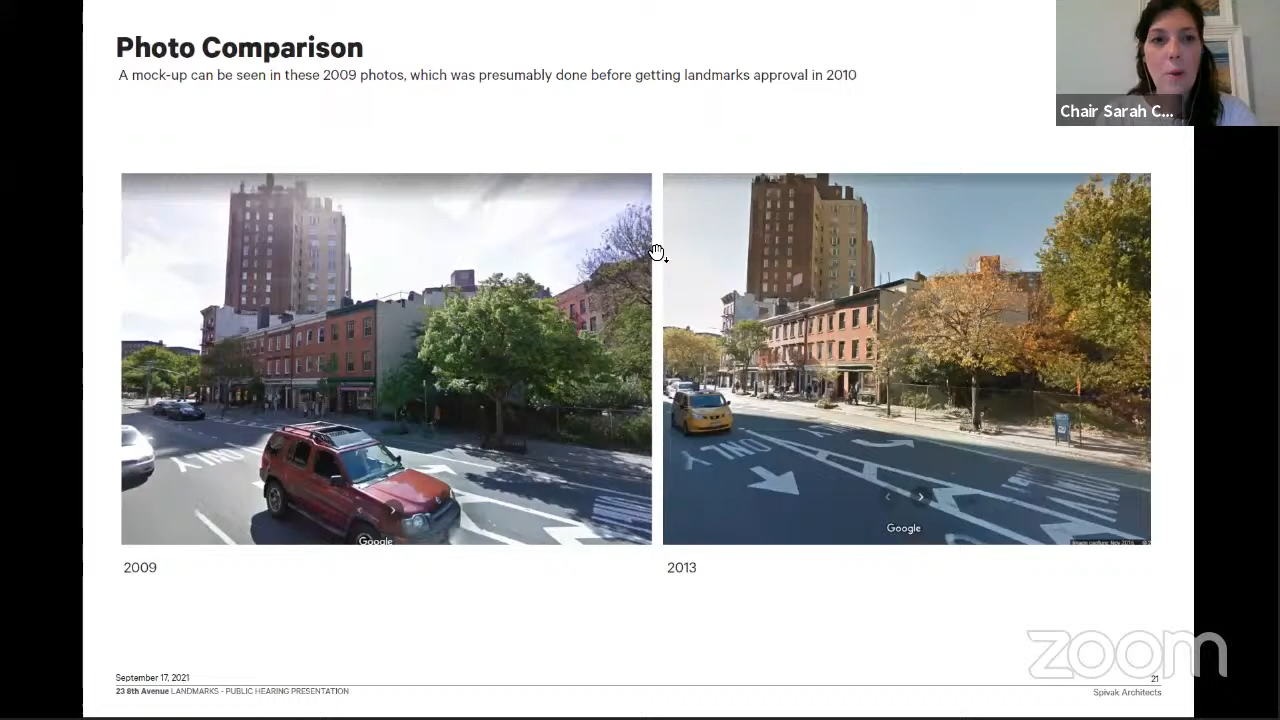 Photo Comparison
A mock-up can be seen in these 2009 photos, which was presumably done before getting landmarks approval in 2010
Chair Sarah C...
ONLY
Google
ONLY
Google
2009
2013
zoom
September 17, 2021
21
23 8th Avenue LANDMARKS - PUBLIC HEARING PRESENTATION
Spivak Architects